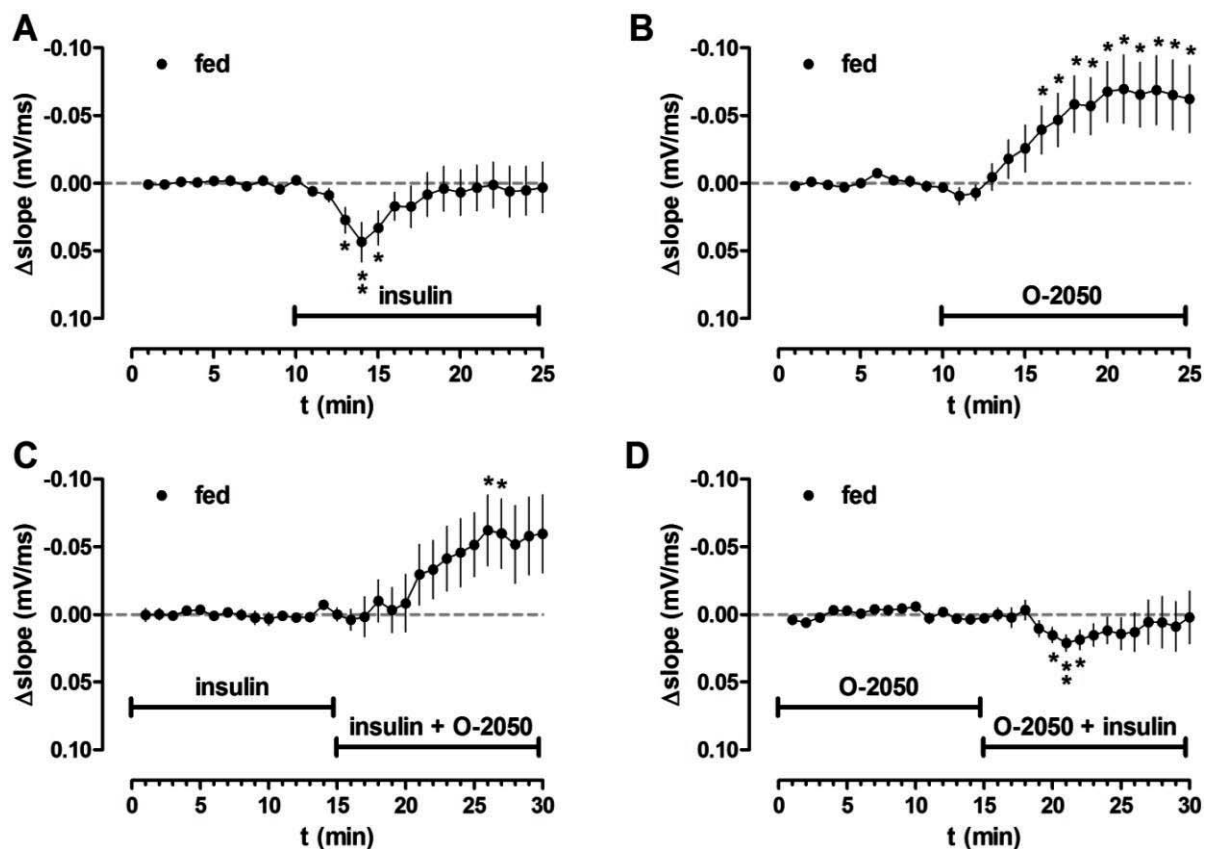 A
B
-0.10
-0.05
0.00
0.05
0.10
Δslope (mV/ms)
fed
*
*
*
*
insulin
0 5 10 15 20 25
t (min)
-0.10
-0.05
0.00
0.05
0.10
Δslope (mV/ms)
fed
* * * * * * * * * *
O-2050
0 5 10 15 20 25
t (min)
C
D
-0.10
-0.05
0.00
0.05
0.10
Δslope (mV/ms)
fed
* *
insulin
insulin + O-2050
0 5 10 15 20 25 30
t (min)
-0.10
-0.05
0.00
0.05
0.10
Δslope (mV/ms)
fed
* * *
*
O-2050
O-2050 + insulin
0 5 10 15 20 25 30
t (min)